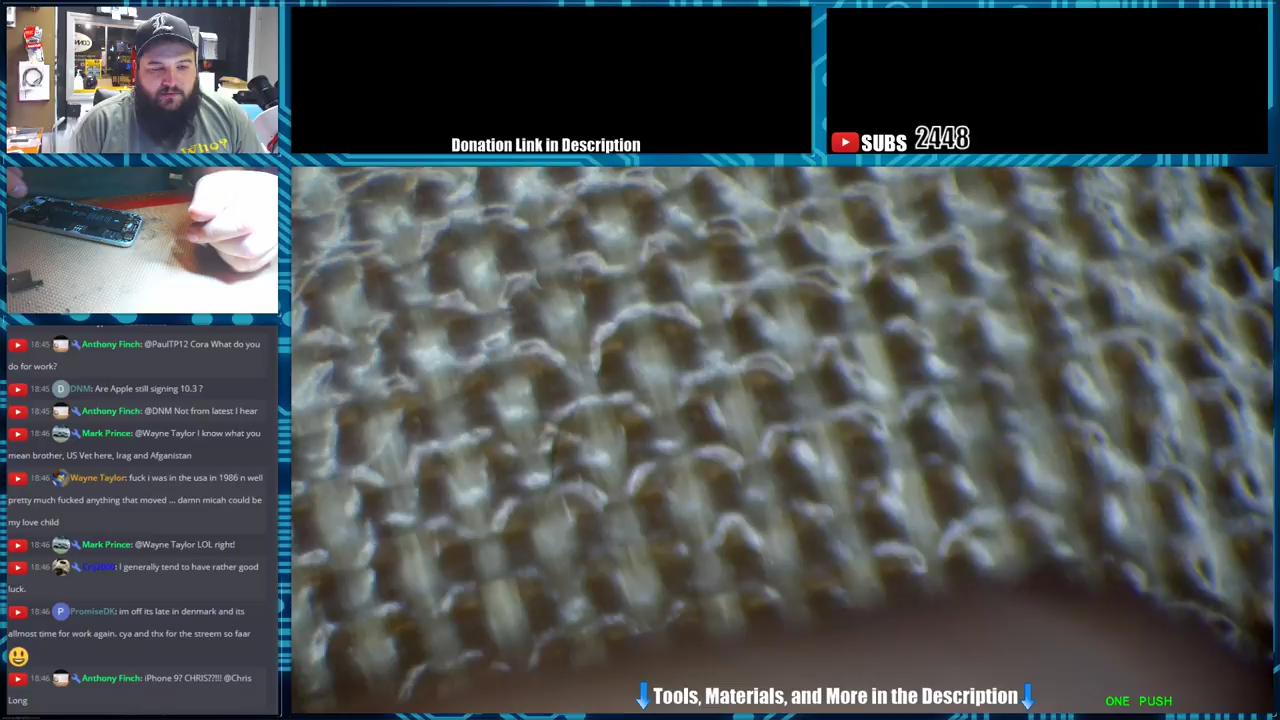 Donation Link in Description
SUBS 2448
Who?
18:45 Anthony Finch: @PaulTP12 Cora What do you
do for work?
18:45 D DNM: Are Apple still signing 10.3 ?
18:45 Anthony Finch: @DNM Not from latest I hear
18:46 Mark Prince: @Wayne Taylor I know what you
mean brother, US Vet here, Irag and Afganistan
18:46 Wayne Taylor: fuck i was in the usa in 1986 n well
pretty much fucked anything that moved ... damn micah could be
my love child
18:46 Mark Prince: @Wayne Taylor LOL right!
18:46 : I generally tend to have rather good
luck.
18:46 P PromiseDK: im off its late in denmark and its
allmost time for work again. cya and thx for the streem so faar
18:46 Anthony Finch: iPhone 9? CHRIS??!!! @Chris
Long
Tools, Materials, and More in the Description
ONE PUSH